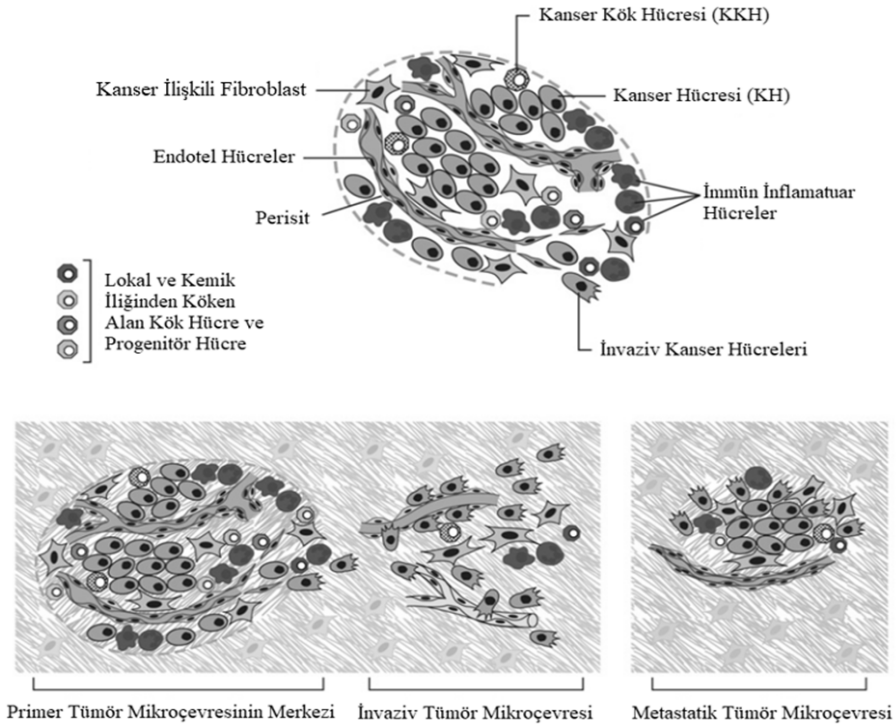 Kanser Kök Hücresi (KKH)
Kanser İlişkili Fibroblast
Kanser Hücresi (KH)
Endotel Hücreler
İmmün İnflamatuar
Hücreler
Perisit
Lokal ve Kemik
İliğinden Köken
Alan Kök Hücre ve
Progenitör Hücre
İnvaziv Kanser Hücreleri
Primer Tümör Mikroçevresinin Merkezi
İnvaziv Tümör Mikroçevresi
Metastatik Tümör Mikroçevresi